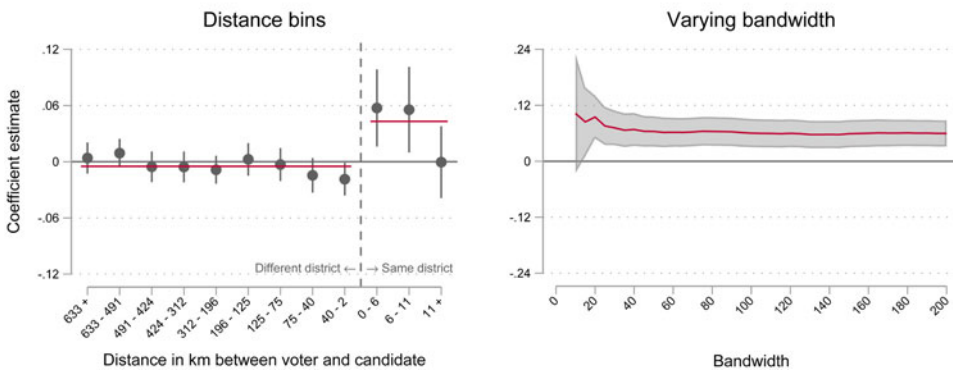 Distance bins
Coefficient estimate
.12
.06
0
-.06
-.12
Different district ← → Same district
633 +
633 - 491
491 - 424
424 - 312
312 - 196
196 - 125
125 - 75
75 - 40
40 - 2
0 - 6
6 - 11
11 +
Distance in km between voter and candidate
Varying bandwidth
.24
.12
0
-.12
-.24
0
20
40
60
80
100
120
140
160
180
200
Bandwidth